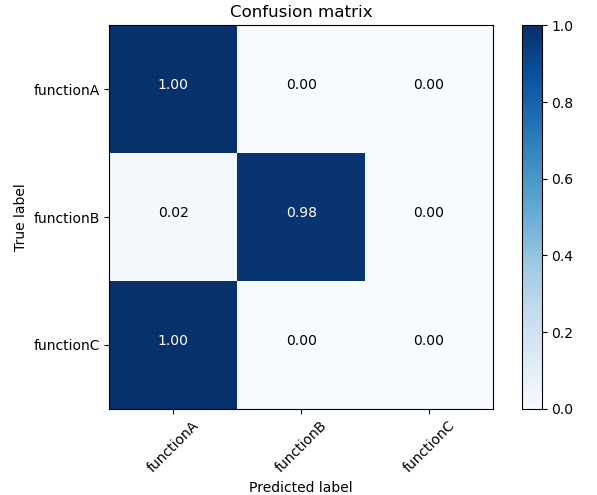 Confusion matrix
True label
functionA
1.00 0.00 0.00
functionB
0.02 0.98 0.00
functionC
1.00 0.00 0.00
functionA functionB functionC
Predicted label
1.0
0.8
0.6
0.4
0.2
0.0